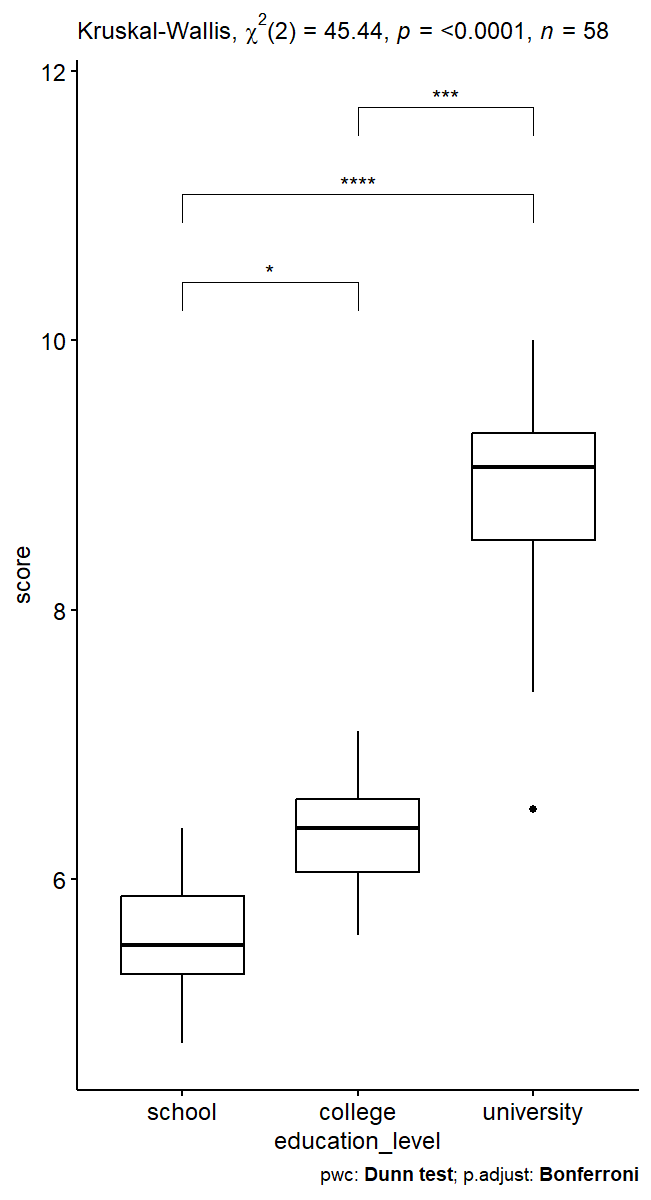 Kruskal-Wallis, χ²(2) = 45.44, p = <0.0001, n = 58
12
***
****
*
10
score
8
6
school college university
education_level
pwc: Dunn test; p.adjust: Bonferroni